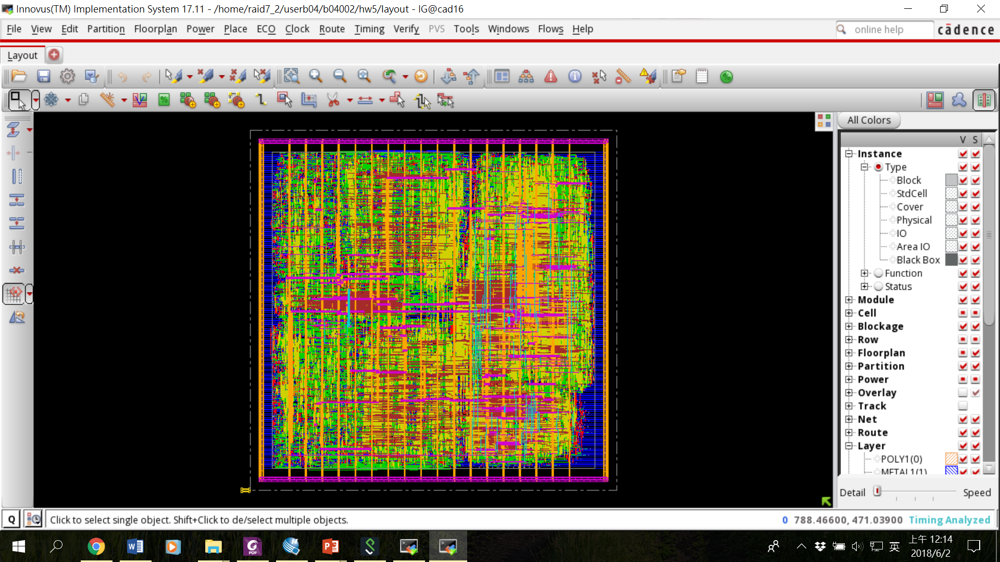 Innovus(TM) Implementation System 17.11 - /home/raid7_2/userb04/b04002/hw5/layout - IG@cad16
File View Edit Partition Floorplan Power Place ECO Clock Route Timing Verify PVS Tools Windows Flows Help
online help
cādence
Layout
All Colors
V S
Instance
Type
Block
StdCell
Cover
Physical
IO
Area IO
Black Box
Function
Status
Module
Cell
Blockage
Row
Floorplan
Partition
Power
Overlay
Track
Net
Route
Layer
POLY1(0)
METAL1(1)
Detail Speed
Q Click to select single object. Shift+Click to de/select multiple objects.
0 788.46600, 471.03900 Timing Analyzed
PDF
英
上午 12:14
2018/6/2